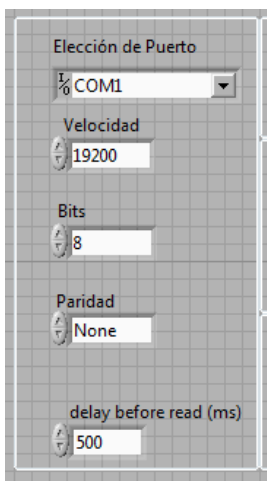 Elección de Puerto
I/O COM1
Velocidad
19200
Bits
8
Paridad
None
delay before read (ms)
500